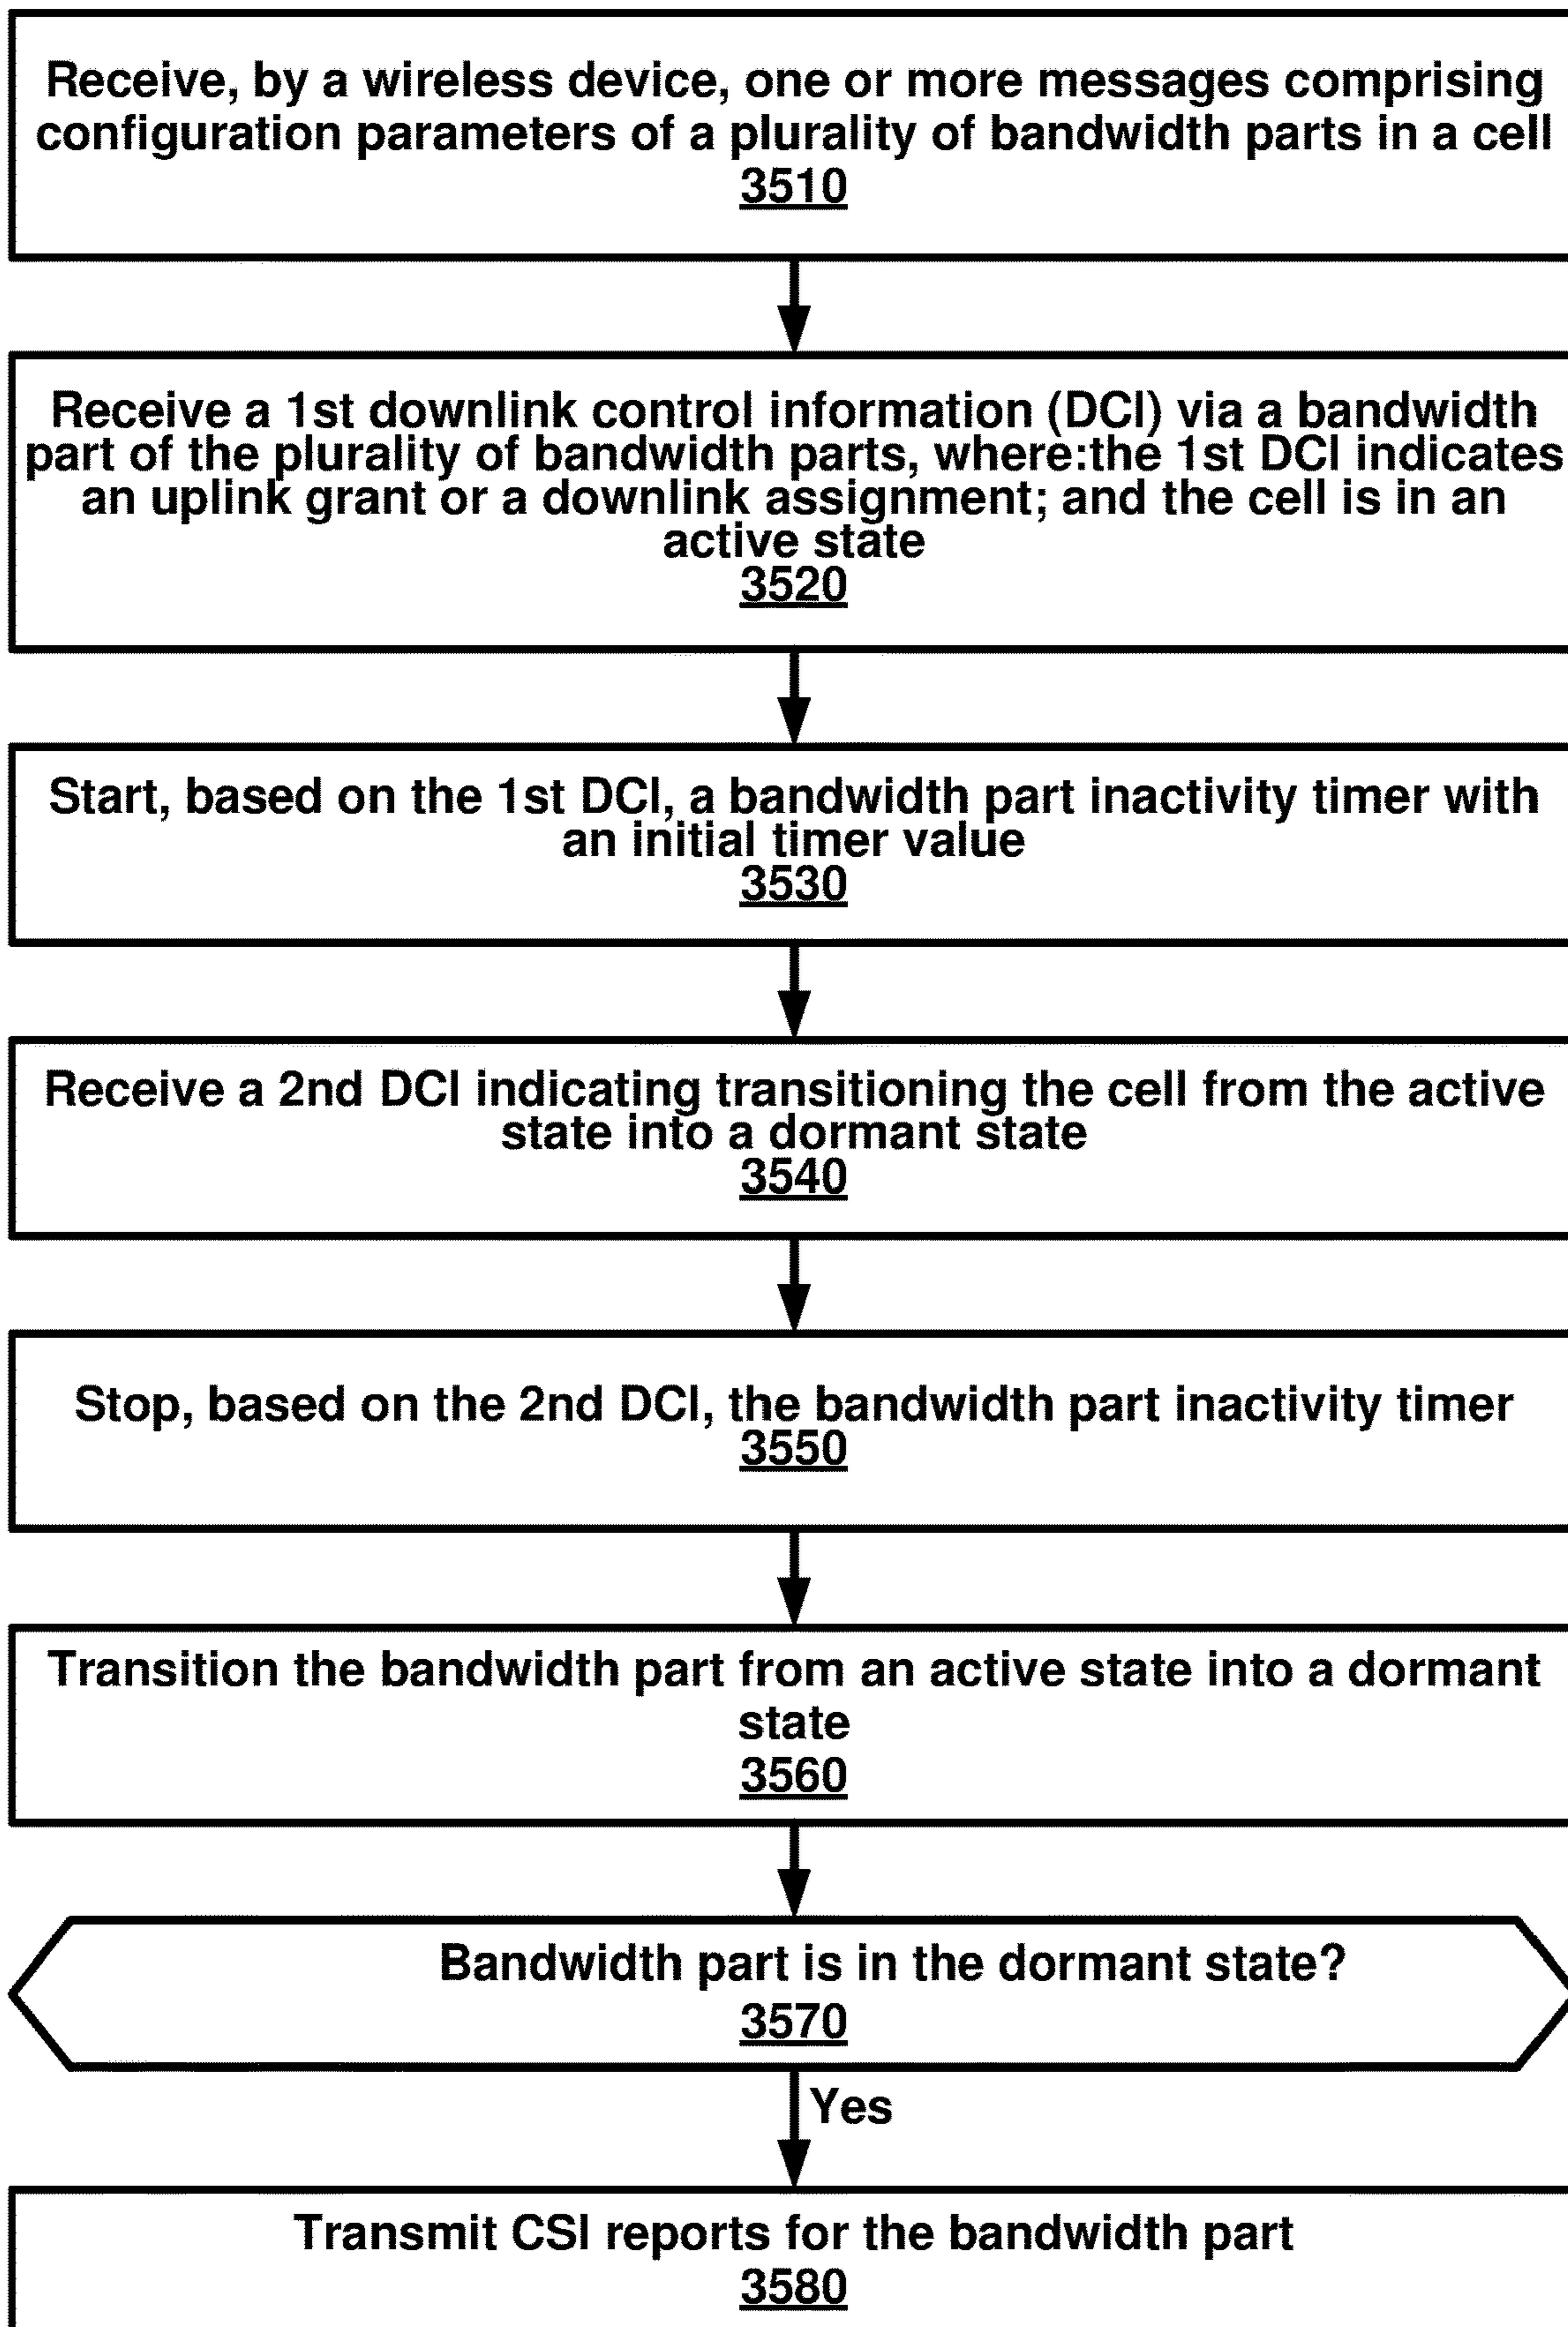 Receive, by a wireless device, one or more messages comprising
configuration parameters of a plurality of bandwidth parts in a cell
3510
Receive a 1st downlink control information (DCI) via a bandwidth
part of the plurality of bandwidth parts, where:the 1st DCI indicates
an uplink grant or a downlink assignment; and the cell is in an
active state
3520
Start, based on the 1st DCI, a bandwidth part inactivity timer with
an initial timer value
3530
Receive a 2nd DCI indicating transitioning the cell from the active
state into a dormant state
3540
Stop, based on the 2nd DCI, the bandwidth part inactivity timer
3550
Transition the bandwidth part from an active state into a dormant
state
3560
Bandwidth part is in the dormant state?
3570
Yes
Transmit CSI reports for the bandwidth part
3580